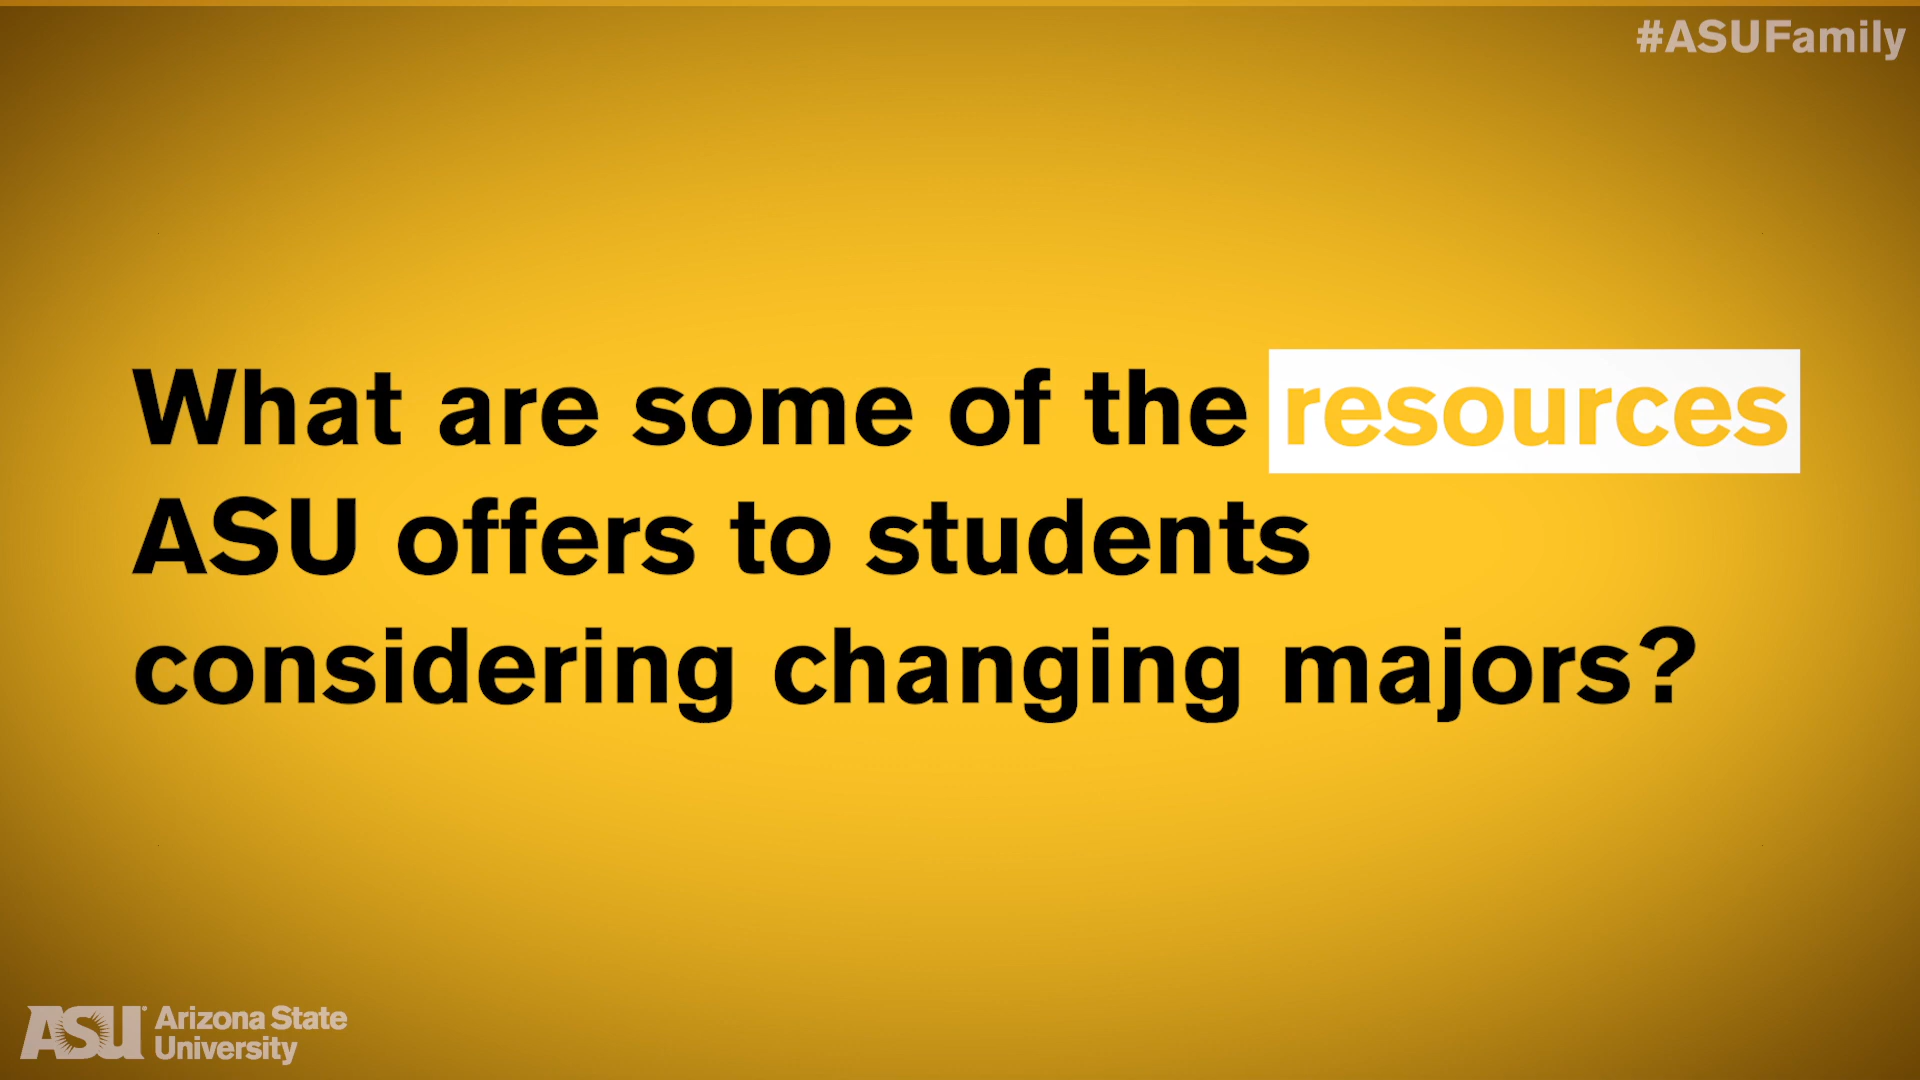 #ASUFamily
What are some of the resources
ASU offers to students
considering changing majors?
ASU Arizona State
University